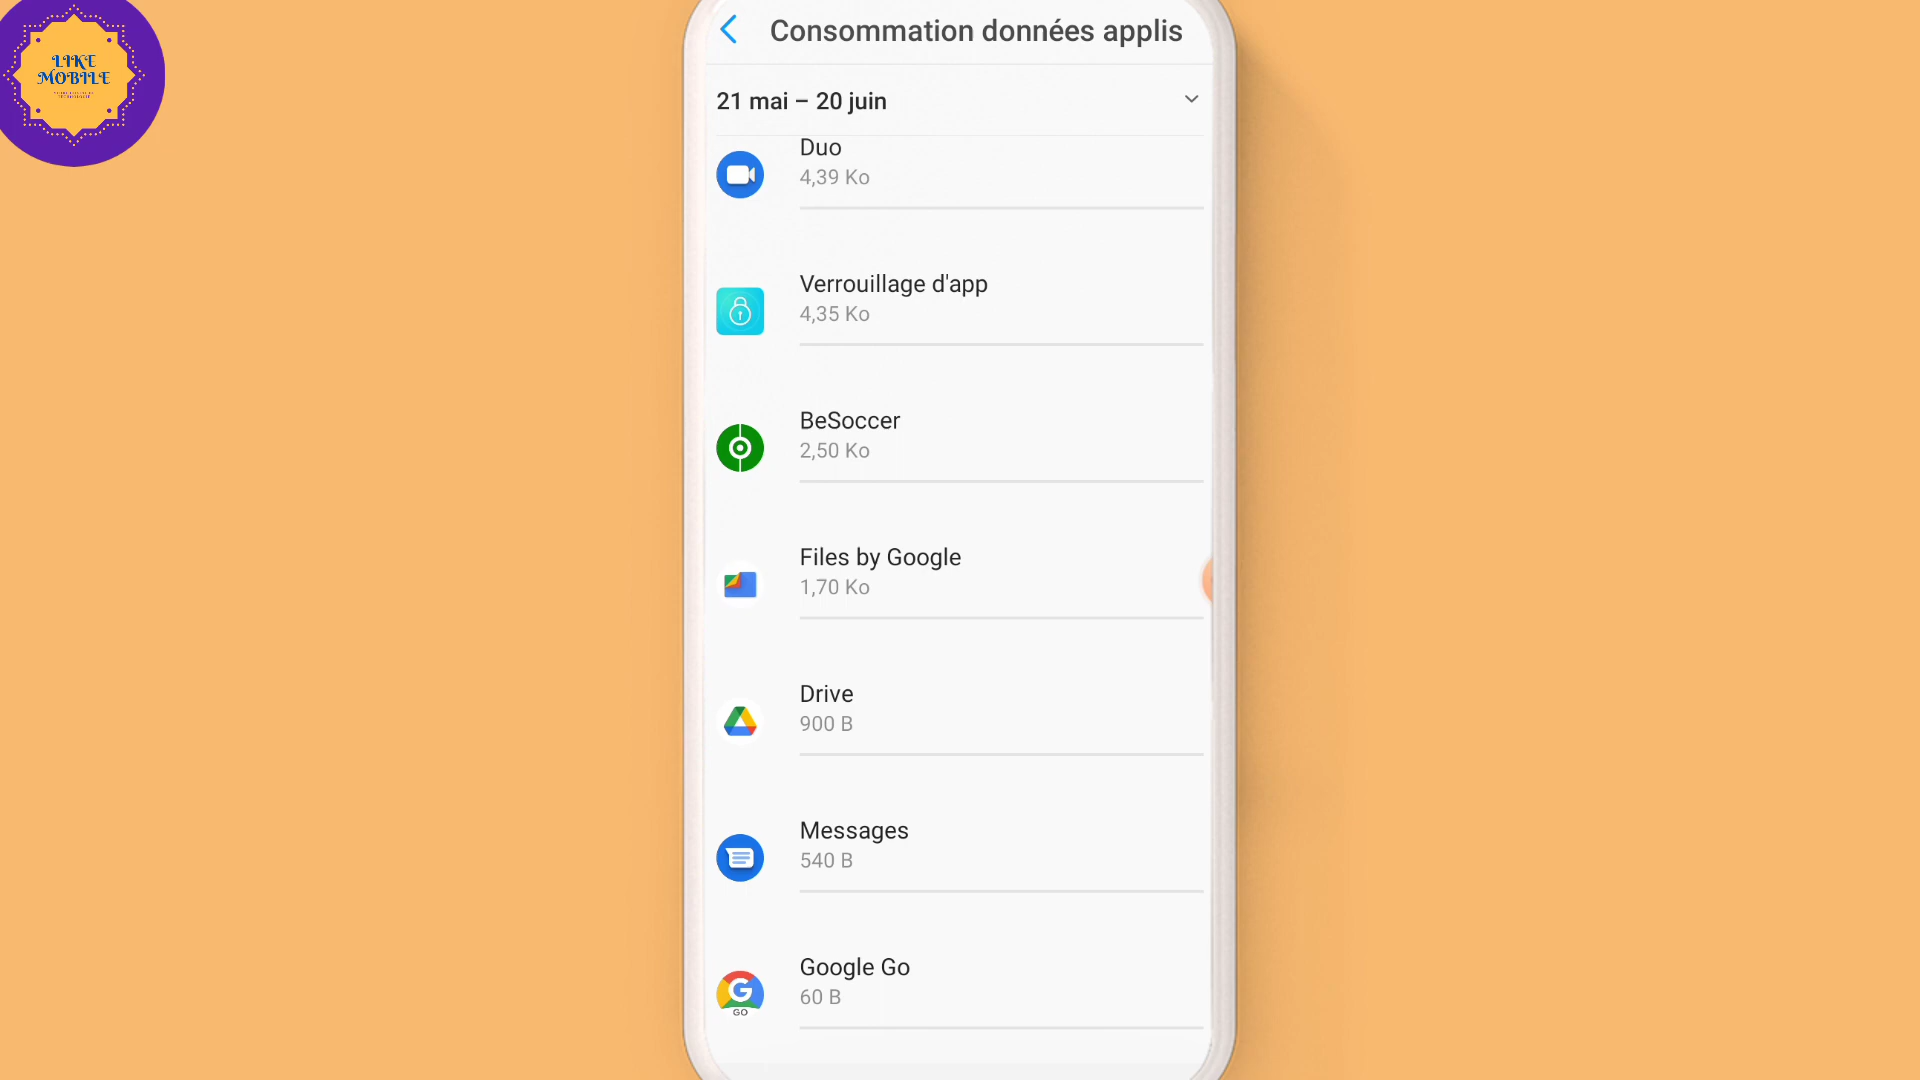 LIKE
MOBILE
Consommation données applis
21 mai – 20 juin
Duo
4,39 Ko
Verrouillage d'app
4,35 Ko
BeSoccer
2,50 Ko
Files by Google
1,70 Ko
Drive
900 B
Messages
540 B
Google Go
60 B
GO